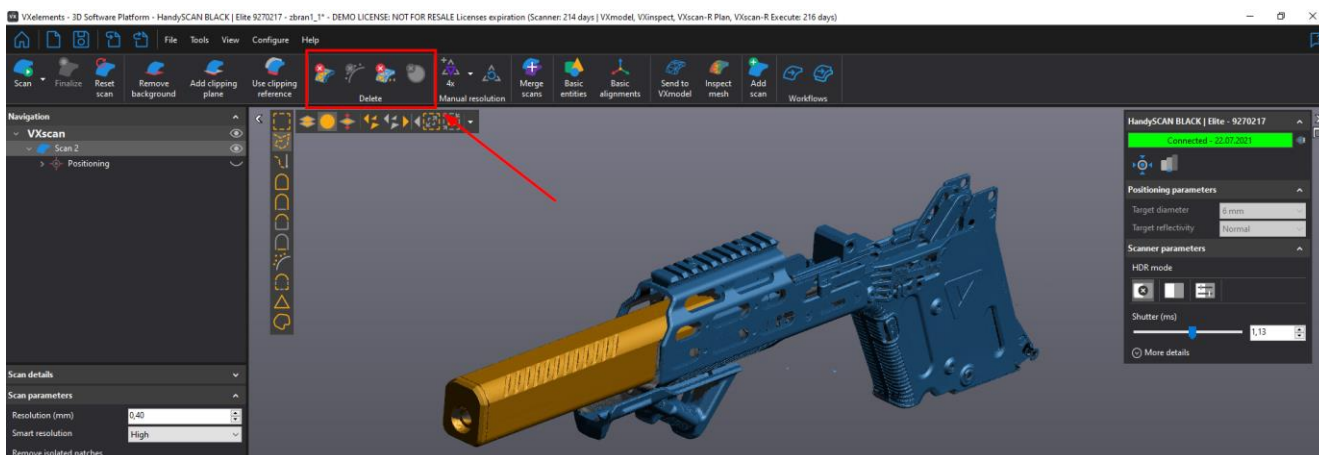 VXelements - 3D Software Platform - HandySCAN BLACK | Elite 9270217 - zbran1_1* - DEMO LICENSE: NOT FOR RESALE Licenses expiration (Scanner: 214 days | VXmodel, VXinspect, VXscan-R Plan, VXscan-R Execute: 216 days)
File Tools View Configure Help
Scan Finalize Reset scan Remove background Add clipping plane Use clipping reference Delete 4x Manual resolution Merge scans Basic entities Basic alignments Send to VXmodel Inspect mesh Add scan Workflows
Navigation
VXscan
Scan 2
Positioning
HandySCAN BLACK | Elite - 9270217
Connected - 22.07.2021
Positioning parameters
Target diameter 6 mm
Target reflectivity Normal
Scanner parameters
HDR mode
Shutter (ms)
1,13
More details
Scan details
Scan parameters
Resolution (mm) 0,40
Smart resolution High
Remove isolated patches